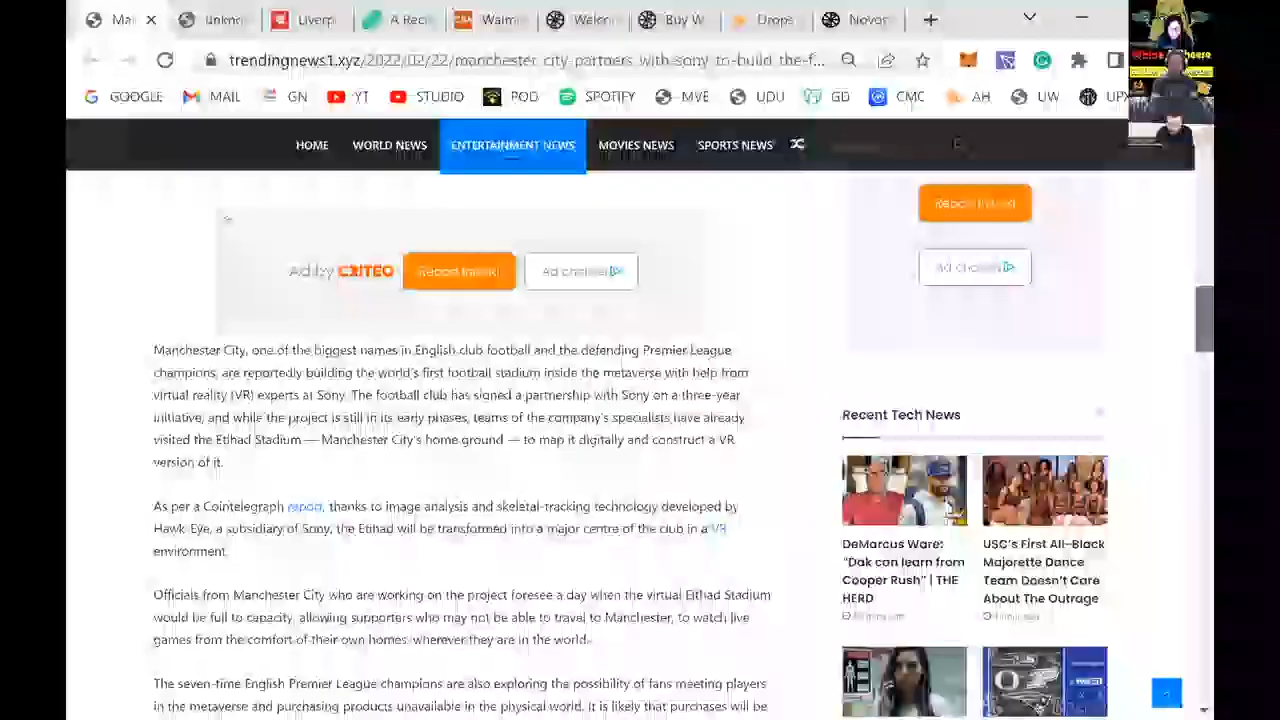 Mai
unim
Liverp
A Reci
Walm
Welcn
Buy W
Drops
Novos
trendingnews1.xyz/2022/02/
city-partners-with-sony-to-build-the-f...
GOOGLE
MAIL
GN
YT
STUDIO
SPOTIFY
UD
GD
CMC
AH
UW
UPX
HOME
WORLD NEWS
ENTERTAINMENT NEWS
MOVIES NEWS
SPORTS NEWS
Ad by CRITEO
Report this ad
Ad choices
Report this ad
Ad choices
Manchester City, one of the biggest names in English club football and the defending Premier League
champions, are reportedly building the world's first football stadium inside the metaverse with help from
virtual reality (VR) experts at Sony. The football club has signed a partnership with Sony on a three-year
initiative, and while the project is still in its early phases, teams of the company's specialists have already
visited the Etihad Stadium — Manchester City's home ground — to map it digitally and construct a VR
version of it.
As per a Cointelegraph report, thanks to image analysis and skeletal-tracking technology developed by
Hawk-Eye, a subsidiary of Sony, the Etihad will be transformed into a major centre of the club in a VR
environment.
Officials from Manchester City who are working on the project foresee a day when the virtual Etihad Stadium
would be full to capacity, allowing supporters who may not be able to travel to Manchester, to watch live
games from the comfort of their own homes, wherever they are in the world.
The seven-time English Premier League champions are also exploring the possibility of fans meeting players
in the metaverse and purchasing products unavailable in the physical world. It is likely that purchases will be
Recent Tech News
DeMarcus Ware:
"Dak can learn from
Cooper Rush" | THE
HERD
USC's First All-Black
Majorette Dance
Team Doesn't Care
About The Outrage